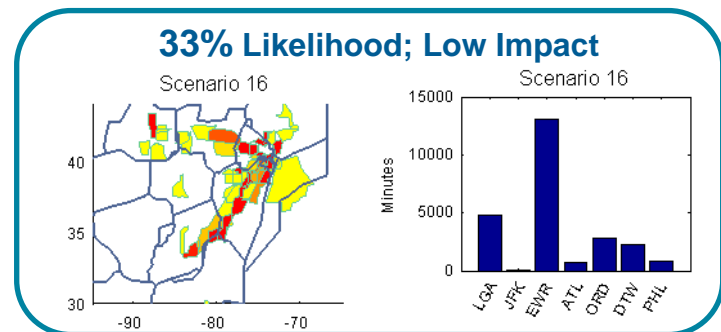 33% Likelihood; Low Impact
Scenario 16
40
35
30
-90
-80
-70
Scenario 16
Minutes
15000
10000
5000
0
LGA
JFK
EWR
ATL
ORD
DTW
PHL